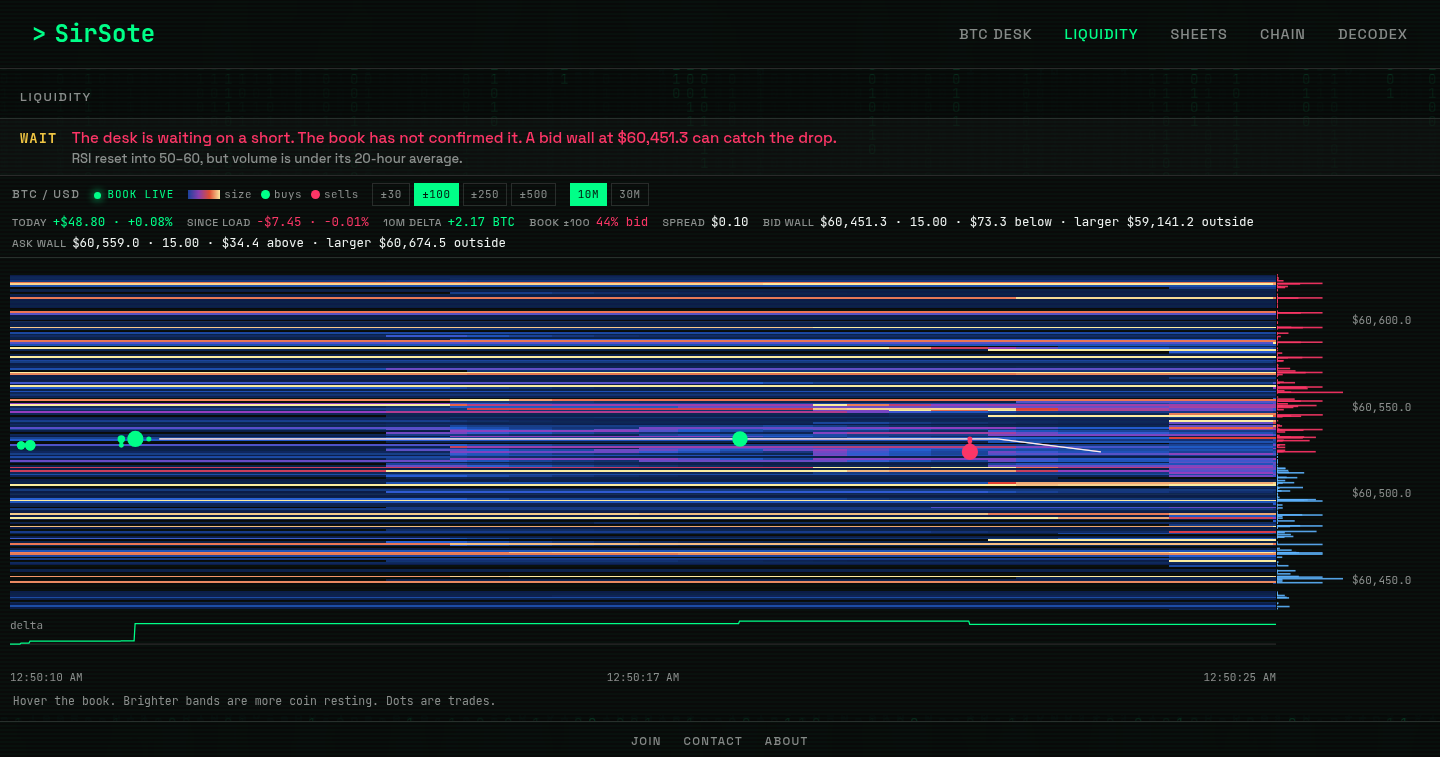 > SirSote
BTC DESK LIQUIDITY SHEETS CHAIN DECODEX
LIQUIDITY
WAIT The desk is waiting on a short. The book has not confirmed it. A bid wall at $60,451.3 can catch the drop.
RSI reset into 50–60, but volume is under its 20-hour average.
BTC / USD BOOK LIVE size buys sells ±30 ±100 ±250 ±500 10M 30M
TODAY +$48.80 · +0.08% SINCE LOAD -$7.45 · -0.01% 10M DELTA +2.17 BTC BOOK ±100 44% bid SPREAD $0.10 BID WALL $60,451.3 · 15.00 · $73.3 below · larger $59,141.2 outside
ASK WALL $60,559.0 · 15.00 · $34.4 above · larger $60,674.5 outside
$60,600.0
$60,550.0
$60,500.0
$60,450.0
delta
12:50:10 AM 12:50:17 AM 12:50:25 AM
Hover the book. Brighter bands are more coin resting. Dots are trades.
JOIN CONTACT ABOUT